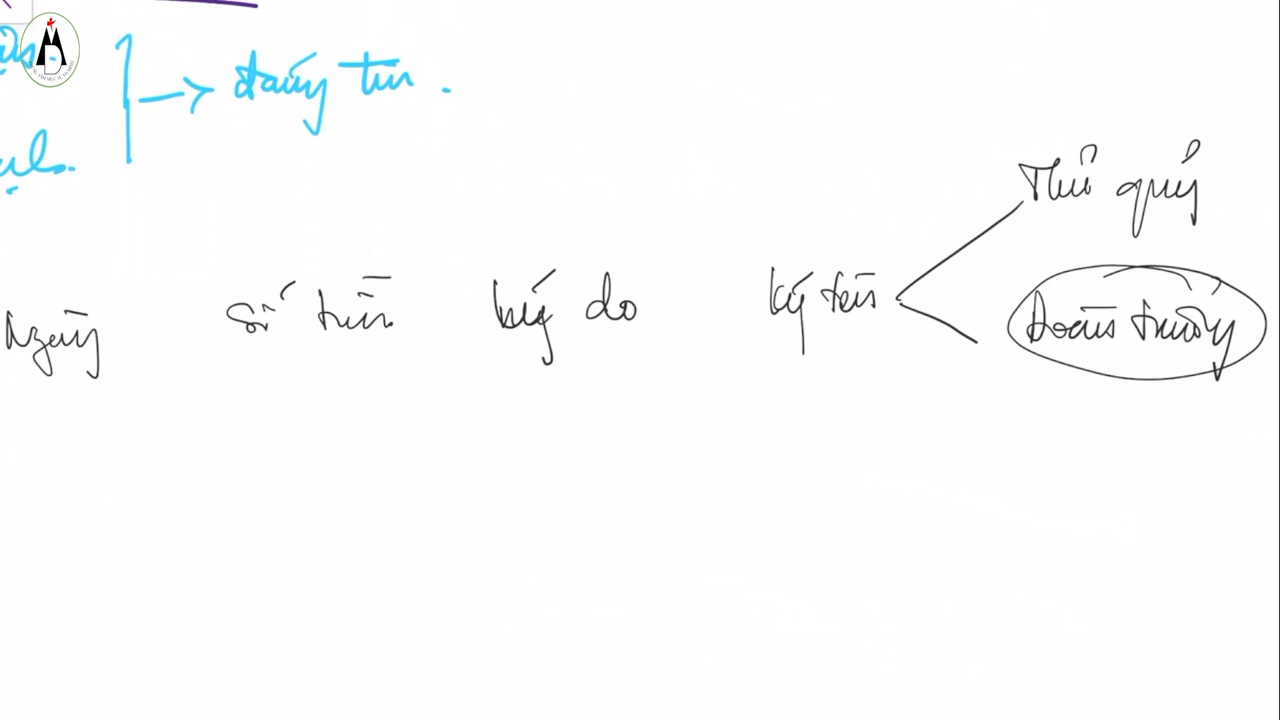 đáng tin.
Thủ quỹ
Ngày số tiền lý do ký tên Đoàn trưởng